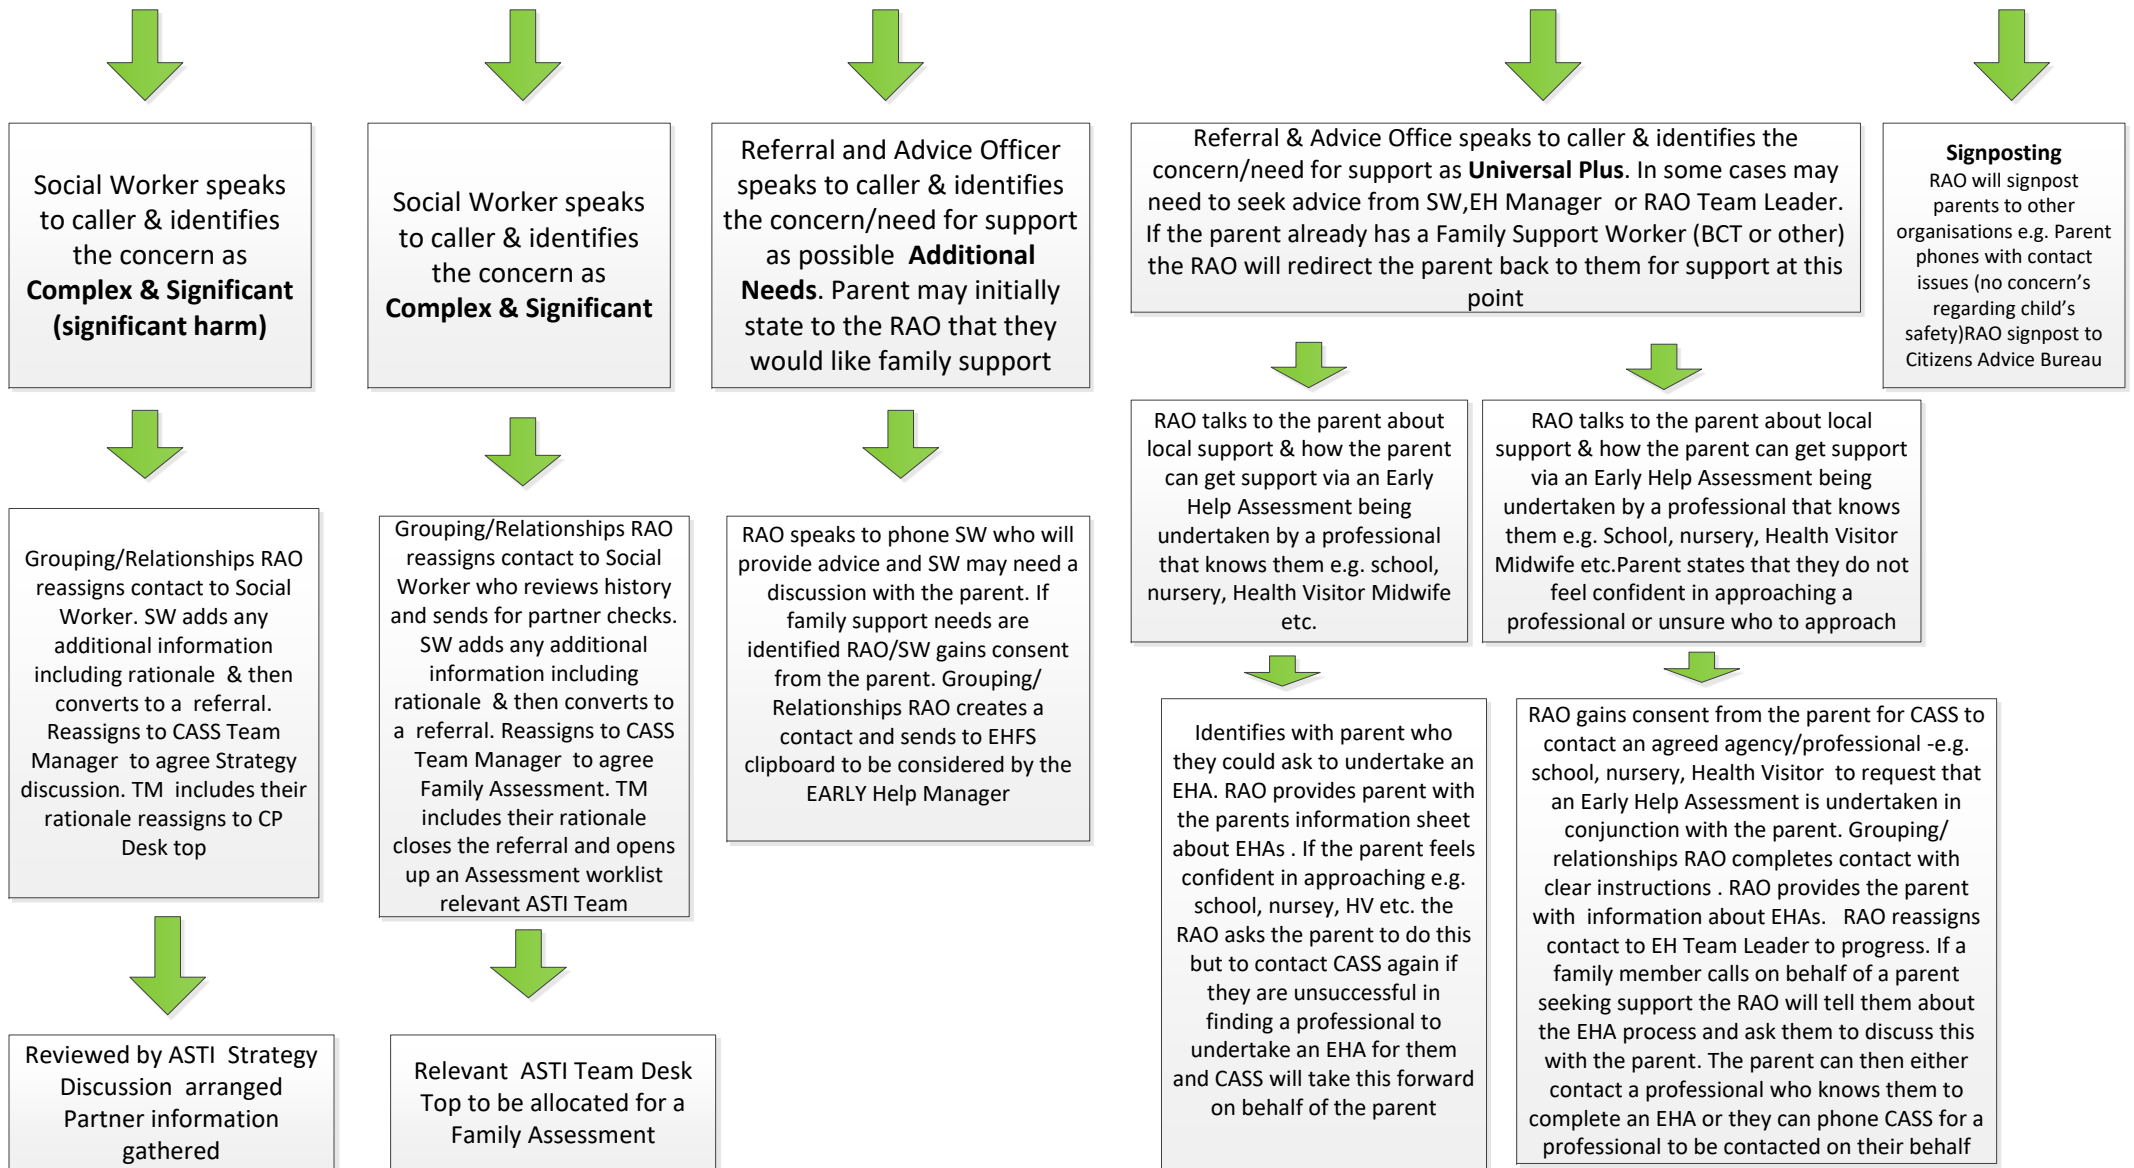 Social Worker speaks
to caller & identifies
the concern as
Complex & Significant
(significant harm)
Social Worker speaks
to caller & identifies
the concern as
Complex & Significant
Referral and Advice Officer
speaks to caller & identifies
the concern/need for support
as possible Additional
Needs. Parent may initially
state to the RAO that they
would like family support
Referral & Advice Office speaks to caller & identifies the
concern/need for support as Universal Plus. In some cases may
need to seek advice from SW,EH Manager or RAO Team Leader.
If the parent already has a Family Support Worker (BCT or other)
the RAO will redirect the parent back to them for support at this
point
Signposting
RAO will signpost
parents to other
organisations e.g. Parent
phones with contact
issues (no concern's
regarding child's
safety)RAO signpost to
Citizens Advice Bureau
Grouping/Relationships RAO
reassigns contact to Social
Worker. SW adds any
additional information
including rationale & then
converts to a referral.
Reassigns to CASS Team
Manager to agree Strategy
discussion. TM includes their
rationale reassigns to CP
Desk top
Grouping/Relationships RAO
reassigns contact to Social
Worker who reviews history
and sends for partner checks.
SW adds any additional
information including
rationale & then converts to
a referral. Reassigns to CASS
Team Manager to agree
Family Assessment. TM
includes their rationale
closes the referral and opens
up an Assessment worklist
relevant ASTI Team
RAO speaks to phone SW who will
provide advice and SW may need a
discussion with the parent. If
family support needs are
identified RAO/SW gains consent
from the parent. Grouping/
Relationships RAO creates a
contact and sends to EHFS
clipboard to be considered by the
EARLY Help Manager
RAO talks to the parent about
local support & how the parent
can get support via an Early
Help Assessment being
undertaken by a professional
that knows them e.g. school,
nursery, Health Visitor Midwife
etc.
RAO talks to the parent about local
support & how the parent can get support
via an Early Help Assessment being
undertaken by a professional that knows
them e.g. School, nursery, Health Visitor
Midwife etc.Parent states that they do not
feel confident in approaching a
professional or unsure who to approach
Identifies with parent who
they could ask to undertake an
EHA. RAO provides parent with
the parents information sheet
about EHAs . If the parent feels
confident in approaching e.g.
school, nursey, HV etc. the
RAO asks the parent to do this
but to contact CASS again if
they are unsuccessful in
finding a professional to
undertake an EHA for them
and CASS will take this forward
on behalf of the parent
RAO gains consent from the parent for CASS to
contact an agreed agency/professional -e.g.
school, nursery, Health Visitor to request that
an Early Help Assessment is undertaken in
conjunction with the parent. Grouping/
relationships RAO completes contact with
clear instructions . RAO provides the parent
with information about EHAs. RAO reassigns
contact to EH Team Leader to progress. If a
family member calls on behalf of a parent
seeking support the RAO will tell them about
the EHA process and ask them to discuss this
with the parent. The parent can then either
contact a professional who knows them to
complete an EHA or they can phone CASS for a
professional to be contacted on their behalf
Reviewed by ASTI Strategy
Discussion arranged
Partner information
gathered
Relevant ASTI Team Desk
Top to be allocated for a
Family Assessment